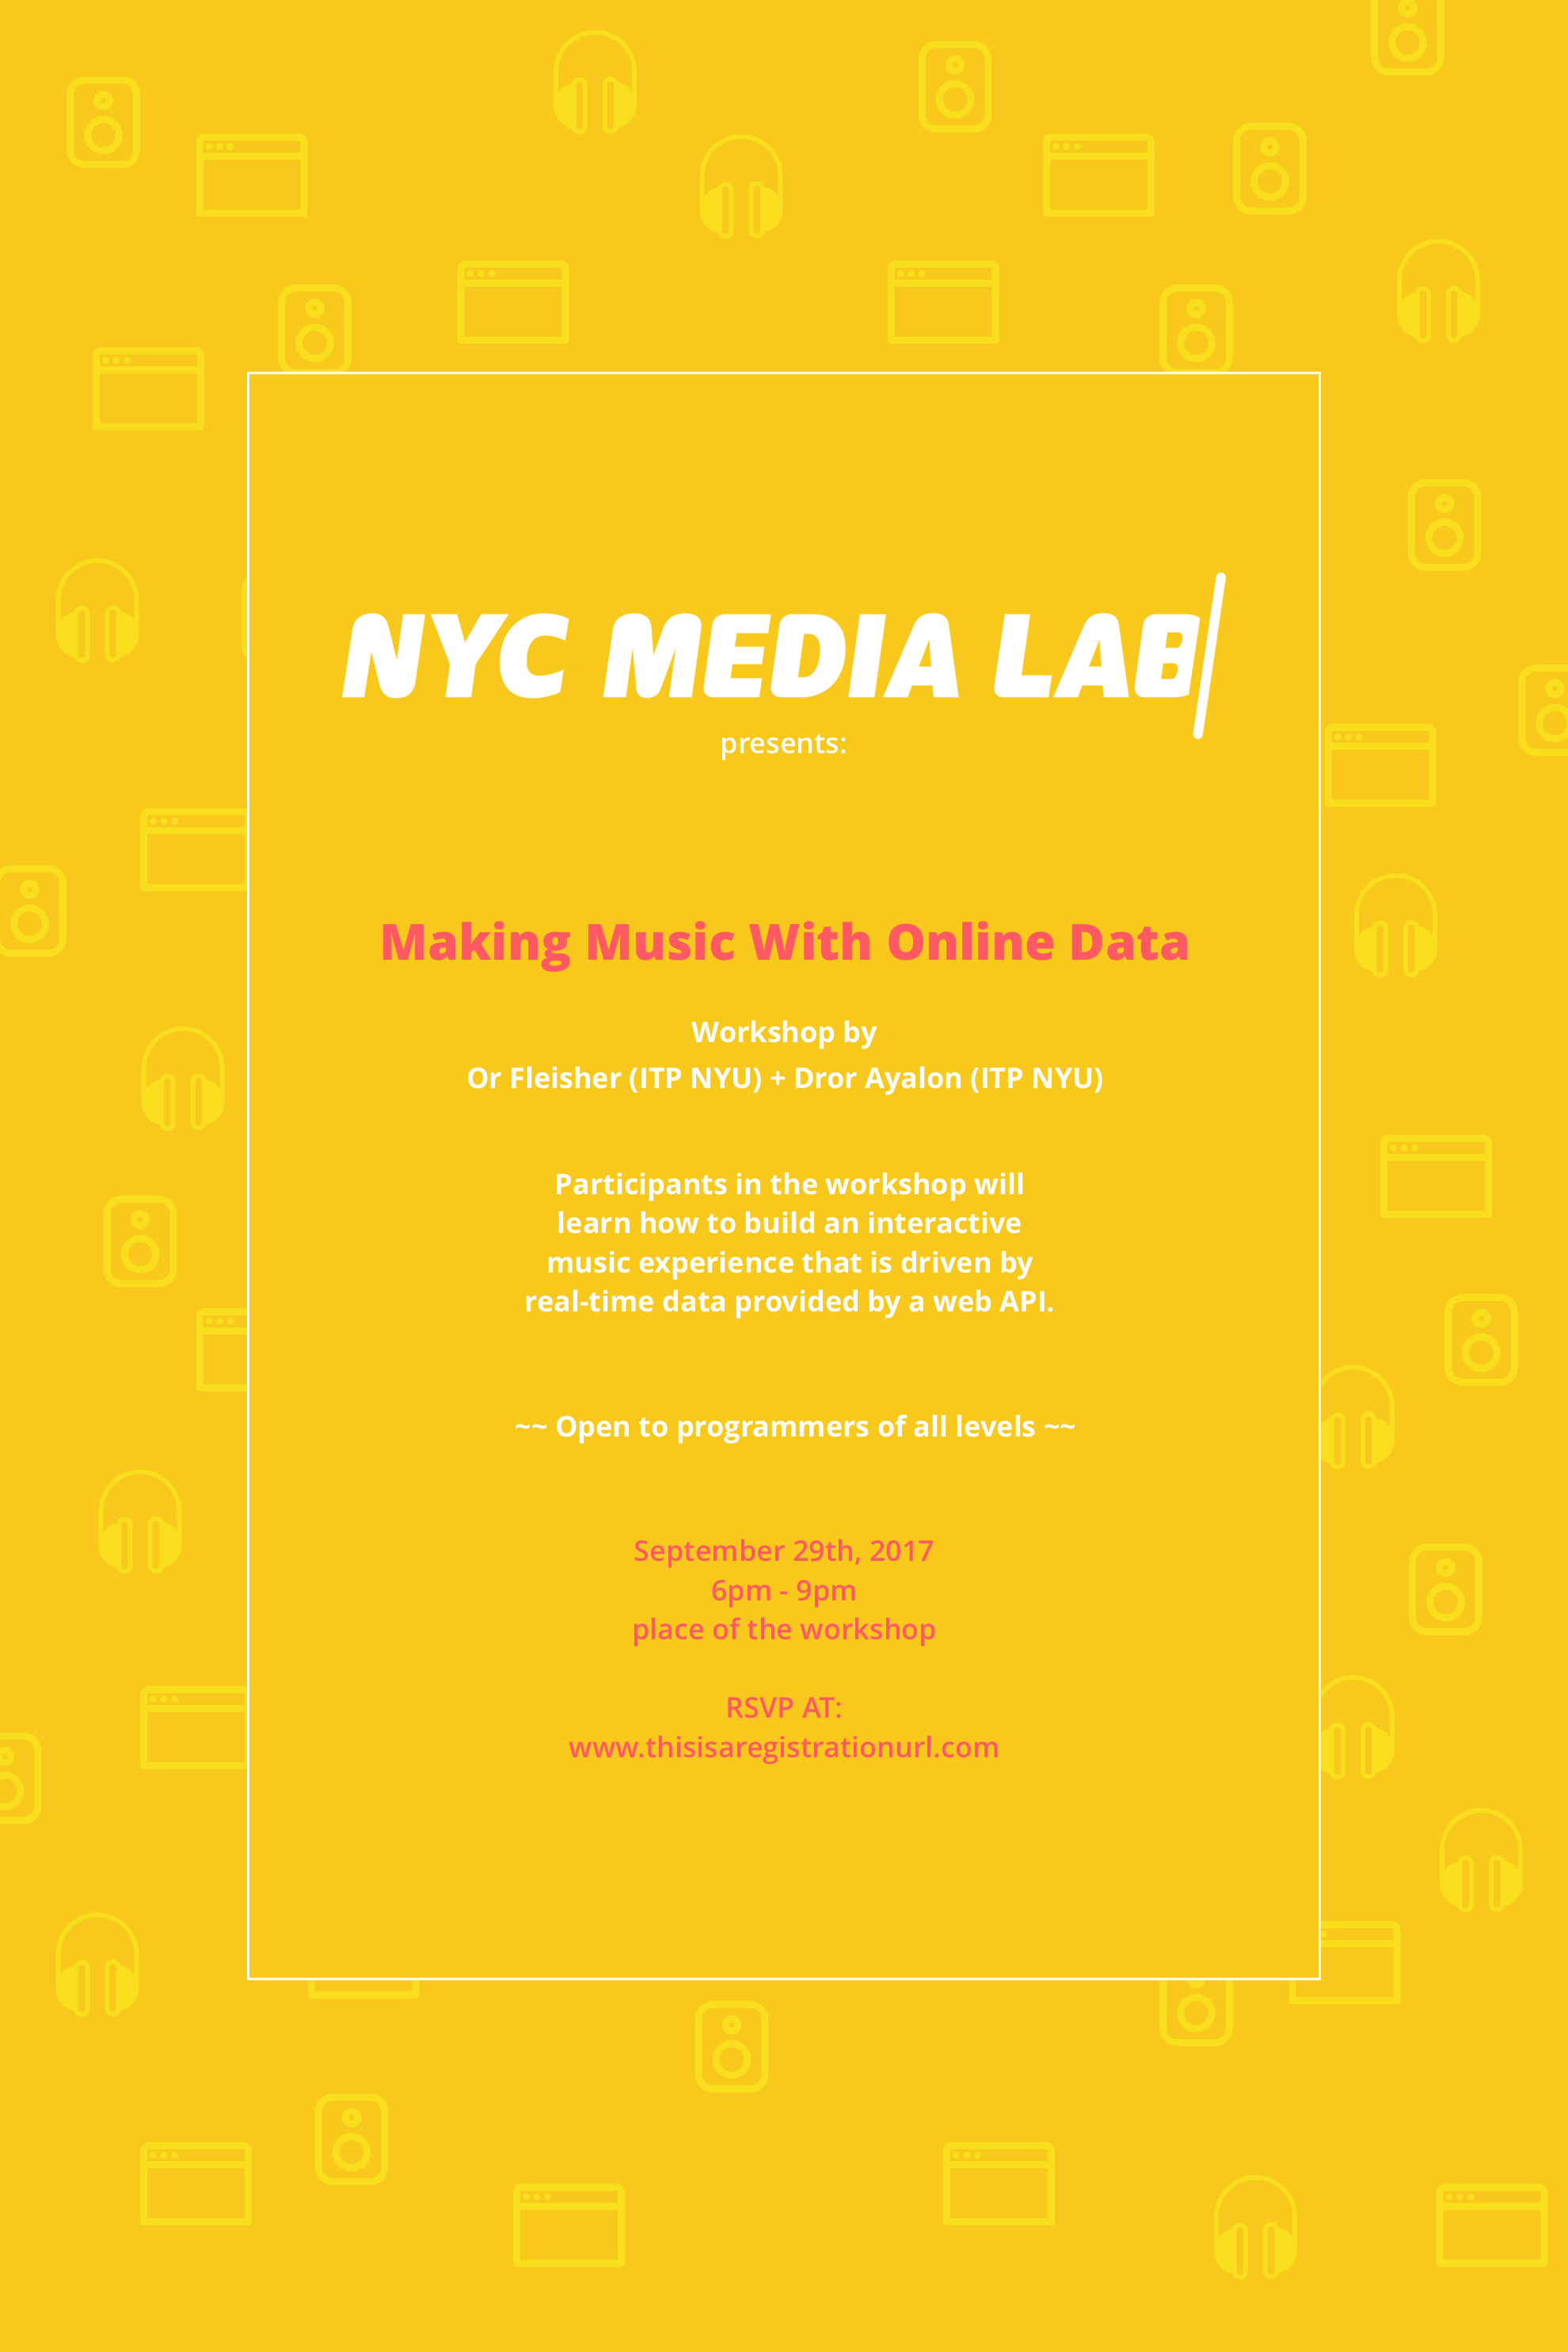 NYC MEDIA LAB
presents:
Making Music With Online Data
Workshop by
Or Fleisher (ITP NYU) + Dror Ayalon (ITP NYU)
Participants in the workshop will
learn how to build an interactive
music experience that is driven by
real-time data provided by a web API.
~~ Open to programmers of all levels ~~
September 29th, 2017
6pm - 9pm
place of the workshop
RSVP AT:
www.thisisaregistrationurl.com